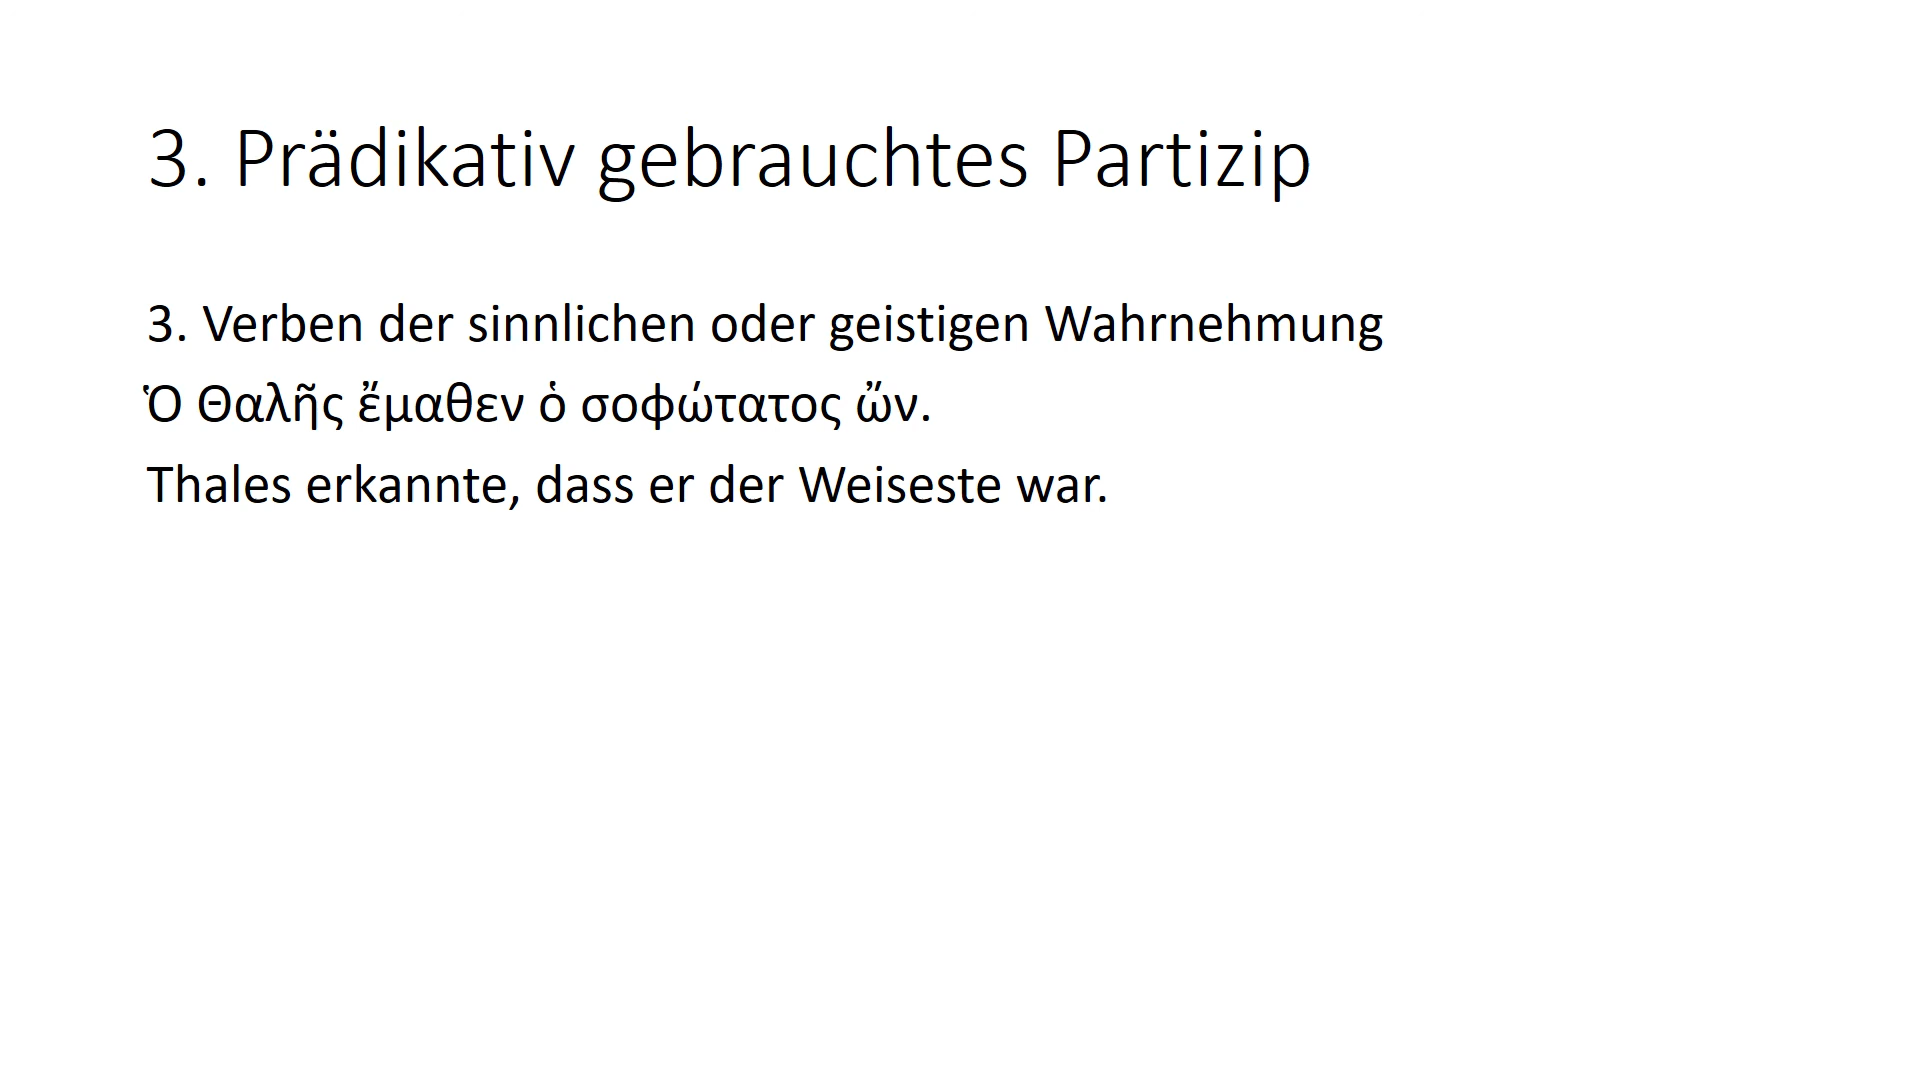 3. Prädikativ gebrauchtes Partizip
3. Verben der sinnlichen oder geistigen Wahrnehmung
Ὁ Θαλῆς ἔμαθεν ὁ σοφώτατος ὤν.
Thales erkannte, dass er der Weiseste war.